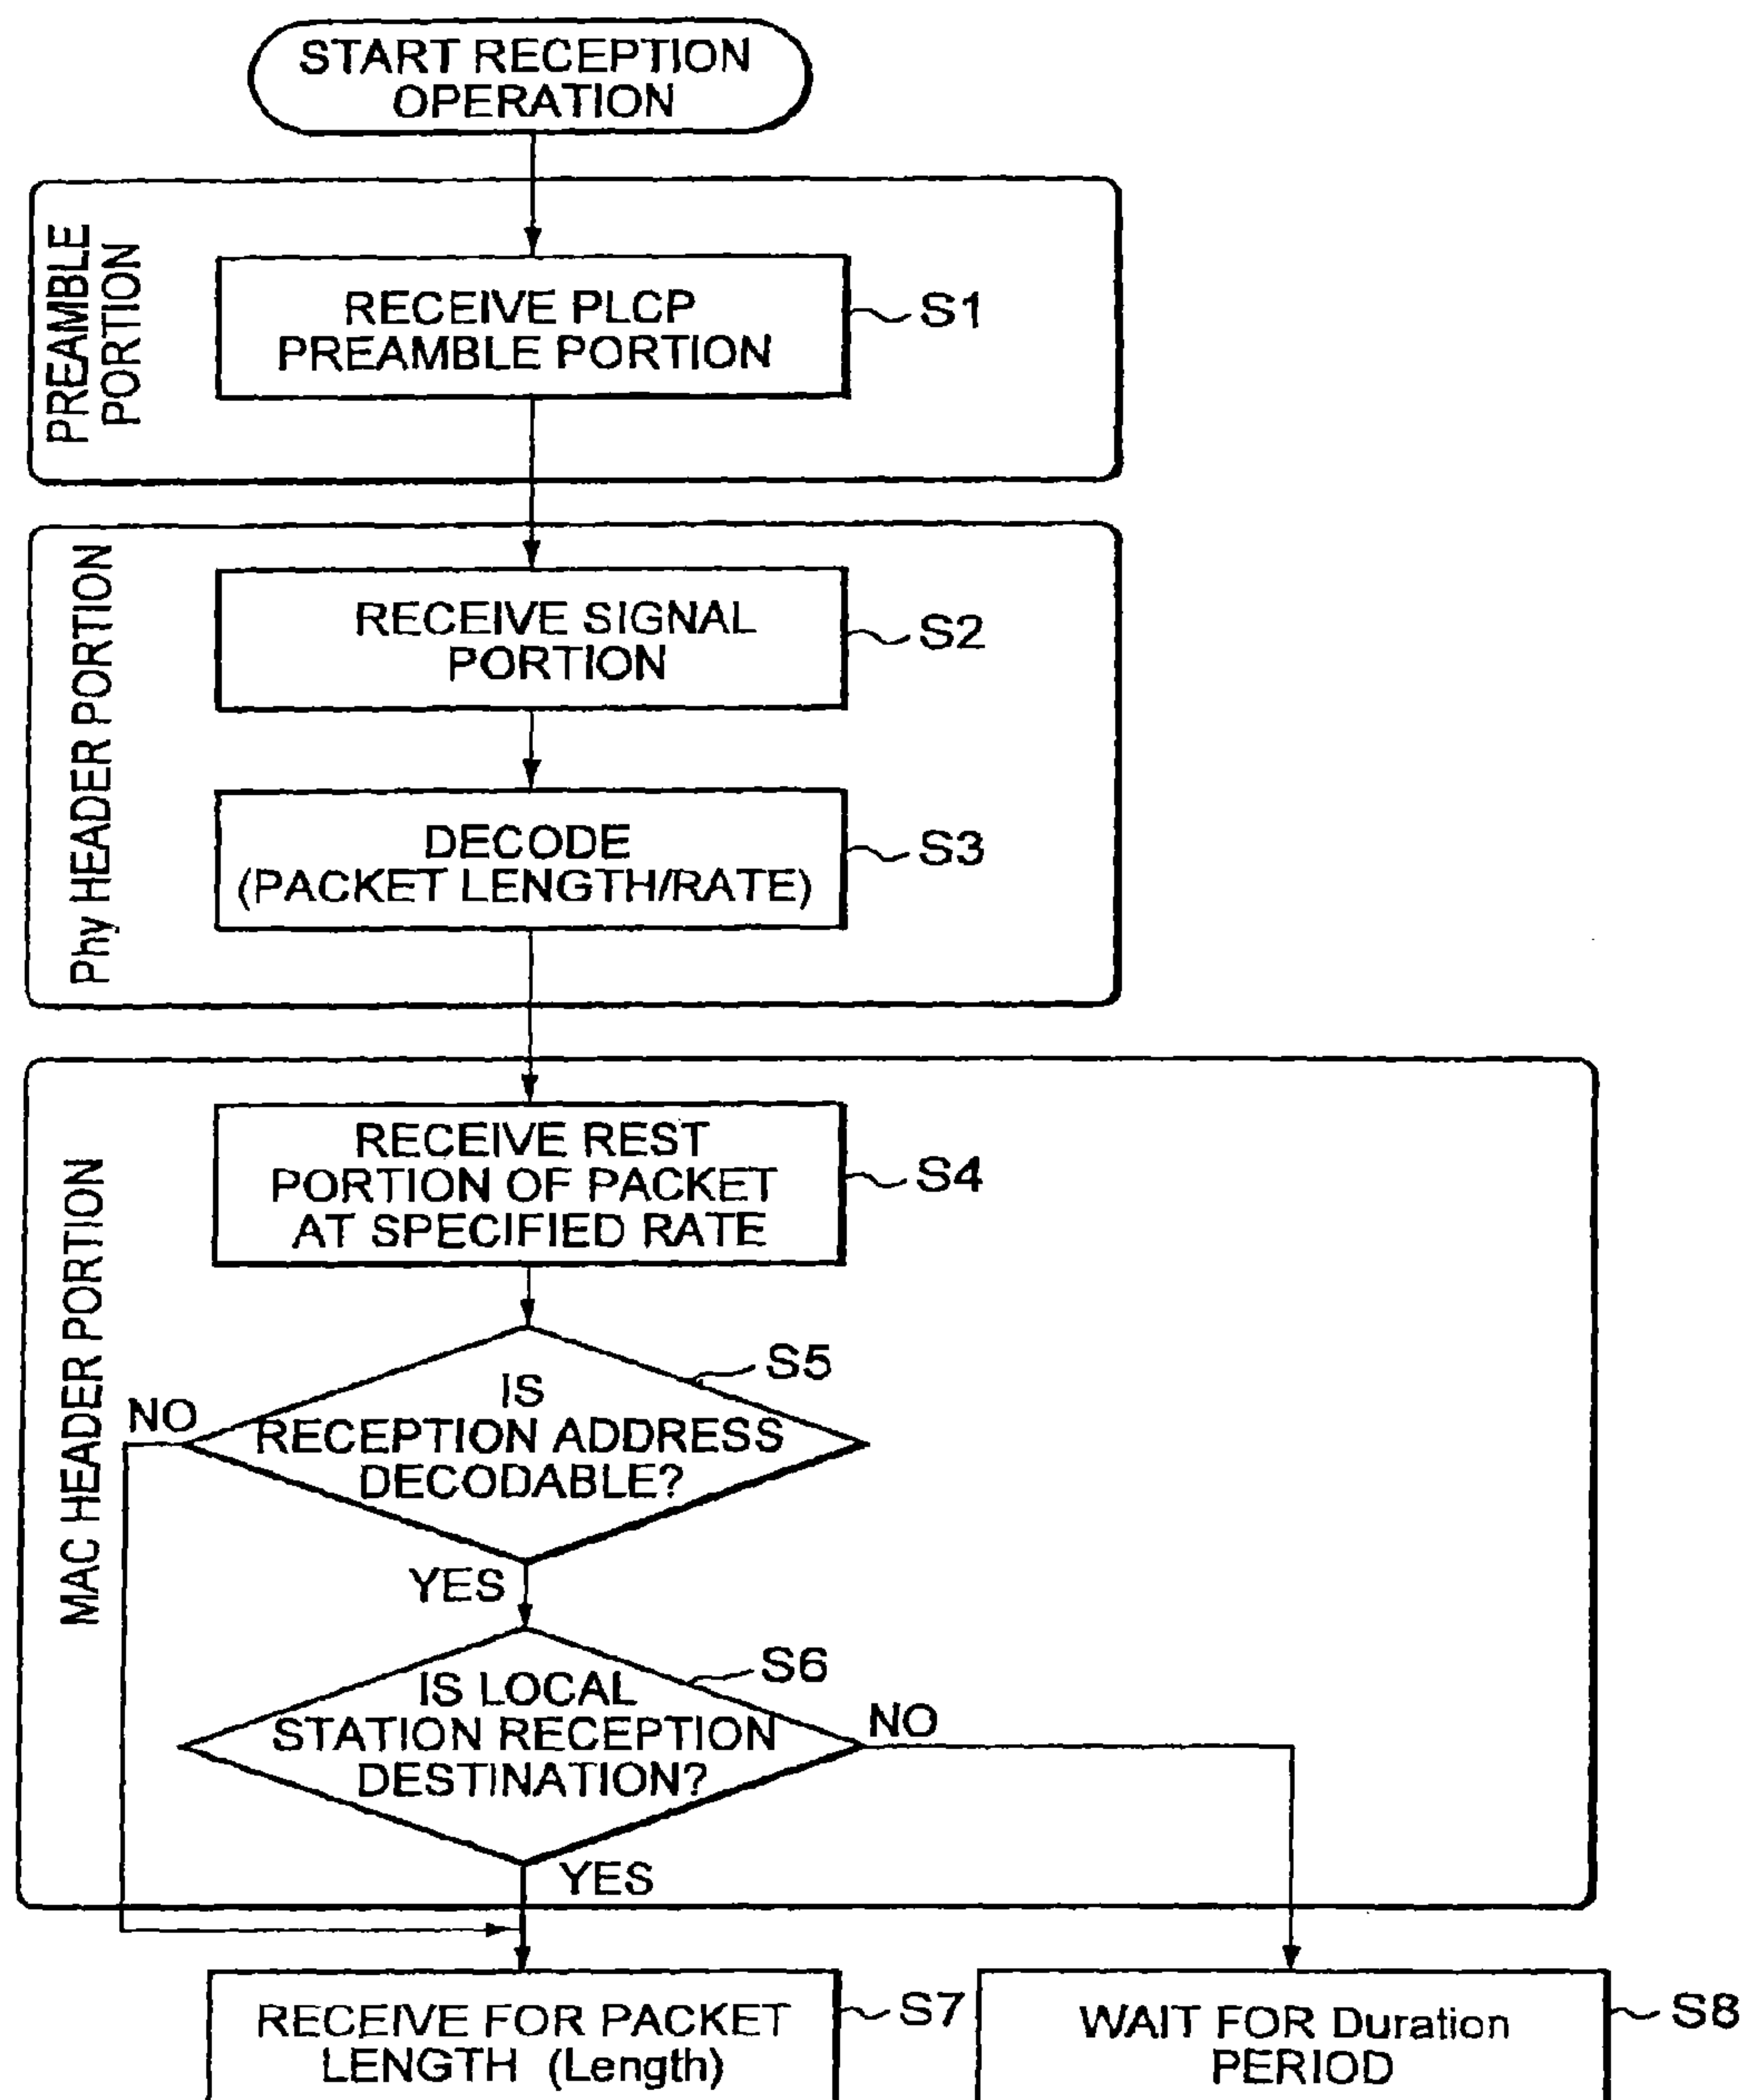 START RECEPTION
OPERATION
PREAMBLE
PORTION
RECEIVE PLCP
PREAMBLE PORTION
S1
Phy HEADER PORTION
RECEIVE SIGNAL
PORTION
S2
DECODE
(PACKET LENGTH/RATE)
S3
MAC HEADER PORTION
RECEIVE REST
PORTION OF PACKET
AT SPECIFIED RATE
S4
IS
RECEPTION ADDRESS
DECODABLE?
S5
NO
YES
IS LOCAL
STATION RECEPTION
DESTINATION?
S6
NO
YES
RECEIVE FOR PACKET
LENGTH (Length)
S7
WAIT FOR Duration
PERIOD
S8